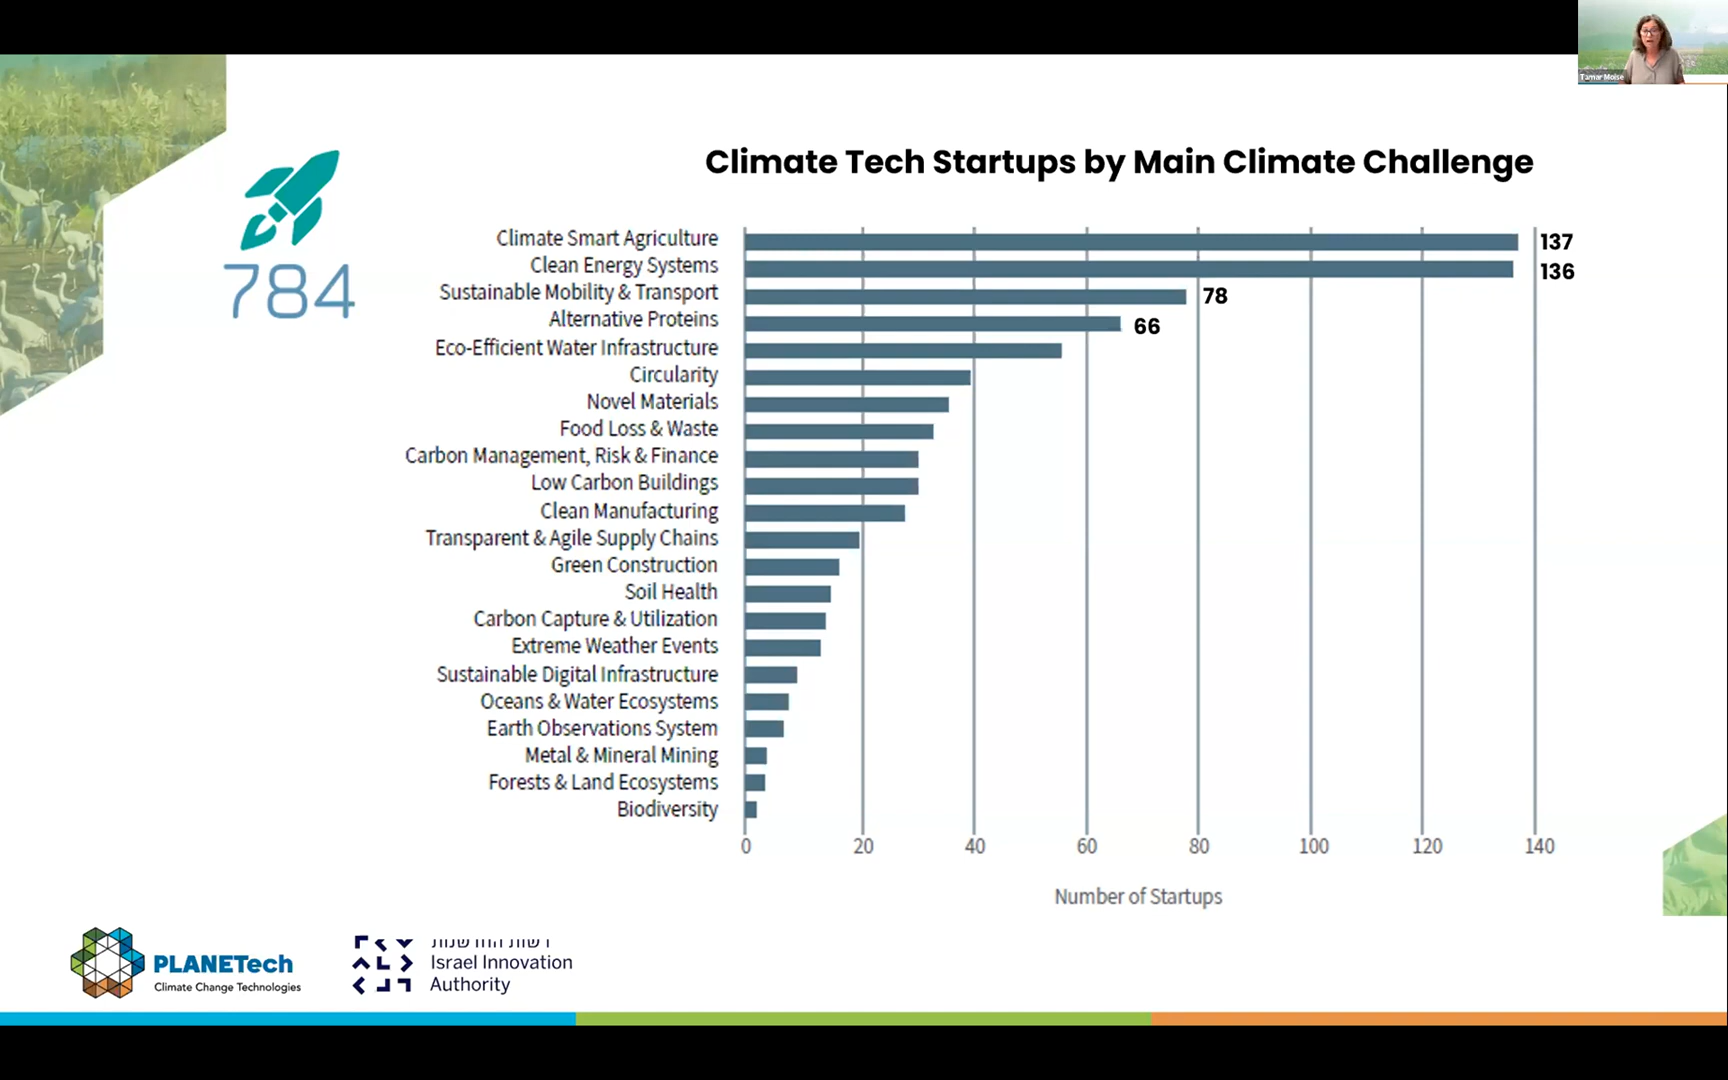 Tamar Moise
Climate Tech Startups by Main Climate Challenge
784
Climate Smart Agriculture 137
Clean Energy Systems 136
Sustainable Mobility & Transport 78
Alternative Proteins 66
Eco-Efficient Water Infrastructure
Circularity
Novel Materials
Food Loss & Waste
Carbon Management, Risk & Finance
Low Carbon Buildings
Clean Manufacturing
Transparent & Agile Supply Chains
Green Construction
Soil Health
Carbon Capture & Utilization
Extreme Weather Events
Sustainable Digital Infrastructure
Oceans & Water Ecosystems
Earth Observations System
Metal & Mineral Mining
Forests & Land Ecosystems
Biodiversity
0 20 40 60 80 100 120 140
Number of Startups
PLANETech
Climate Change Technologies
Israel Innovation
Authority